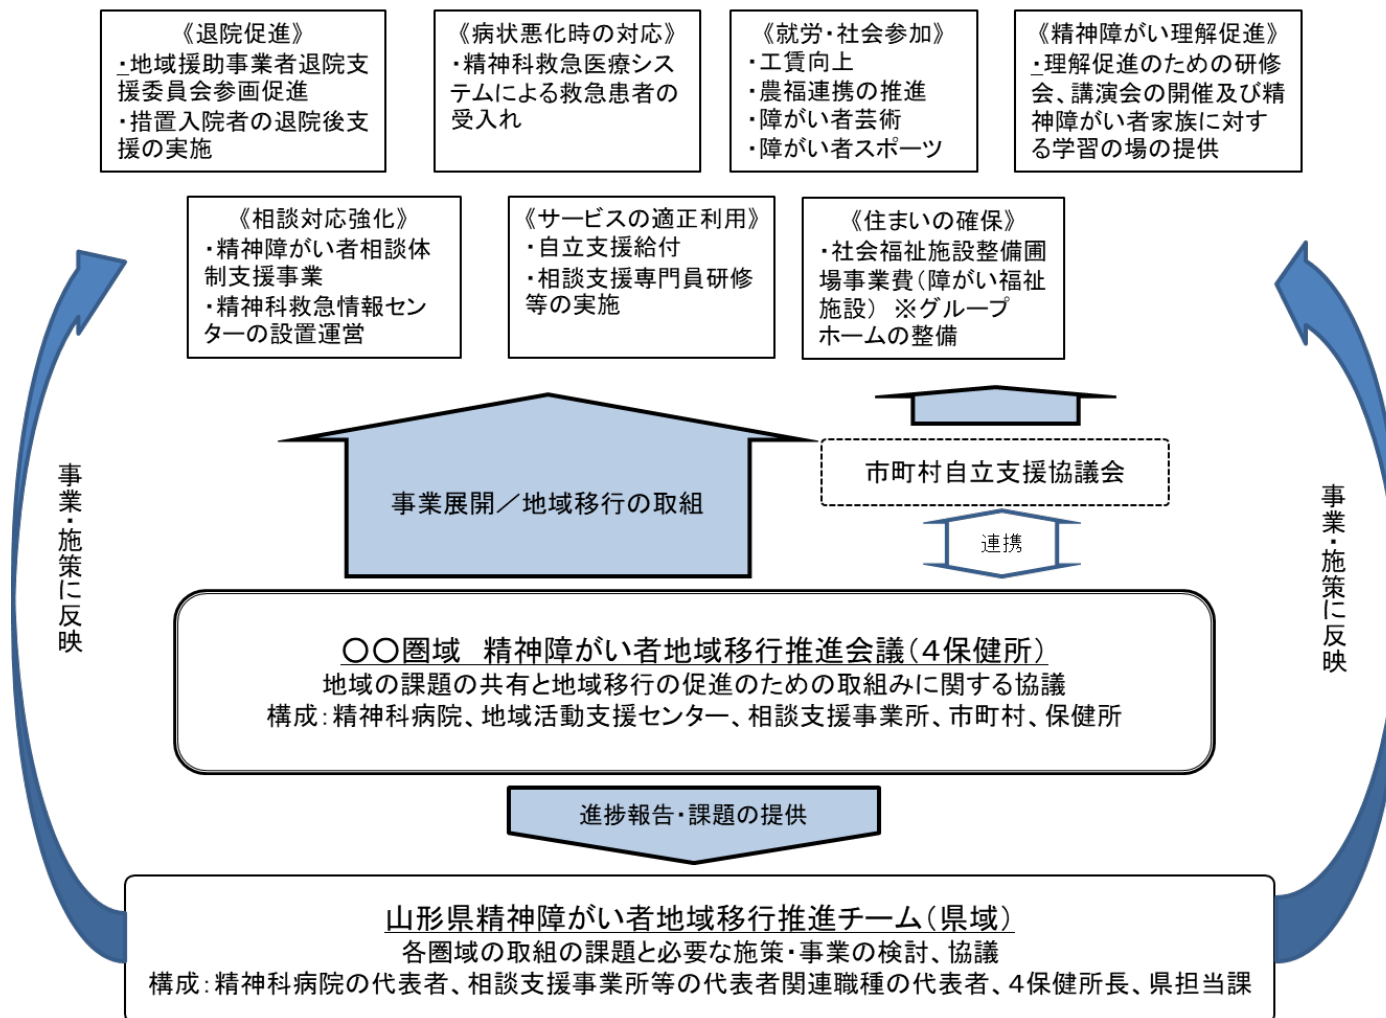 《退院促進》
・地域援助事業者退院支
援委員会参画促進
・措置入院者の退院後支
援の実施
《病状悪化時の対応》
・精神科救急医療シス
テムによる救急患者の
受入れ
《就労・社会参加》
・工賃向上
・農福連携の推進
・障がい者芸術
・障がい者スポーツ
《精神障がい理解促進》
・理解促進のための研修
会、講演会の開催及び精
神障がい者家族に対す
る学習の場の提供
《相談対応強化》
・精神障がい者相談体
制支援事業
・精神科救急情報セン
ターの設置運営
《サービスの適正利用》
・自立支援給付
・相談支援専門員研修
等の実施
《住まいの確保》
・社会福祉施設整備圃
場事業費(障がい福祉
施設) ※グループ
ホームの整備
事業・施策に反映
事業展開／地域移行の取組
市町村自立支援協議会
連携
事業・施策に反映
〇〇圏域 精神障がい者地域移行推進会議(4保健所)
地域の課題の共有と地域移行の促進のための取組みに関する協議
構成：精神科病院、地域活動支援センター、相談支援事業所、市町村、保健所
進捗報告・課題の提供
山形県精神障がい者地域移行推進チーム(県域)
各圏域の取組の課題と必要な施策・事業の検討、協議
構成：精神科病院の代表者、相談支援事業所等の代表者関連職種の代表者、4保健所長、県担当課